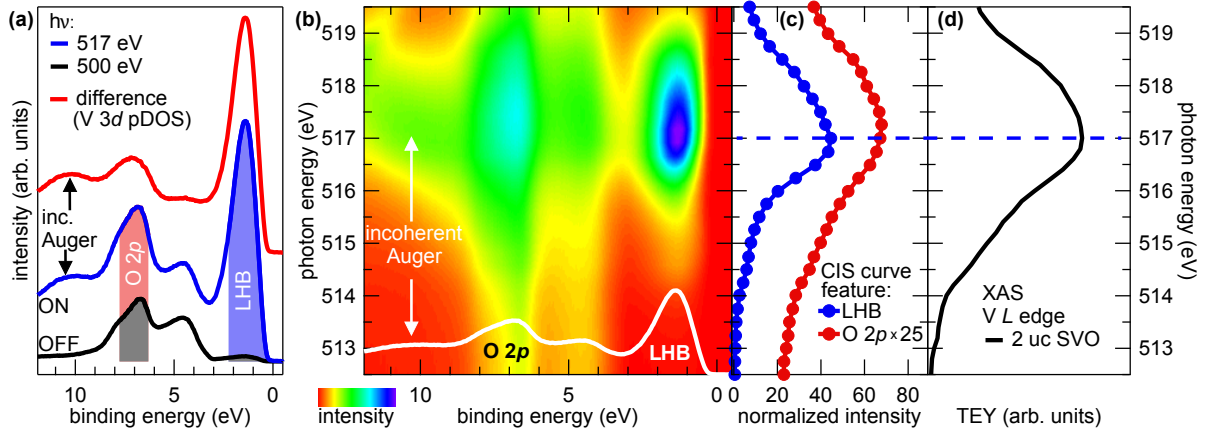 (a)
hν:
517 eV
500 eV
difference
(V 3d pDOS)
inc.
Auger
O 2p
LHB
ON
OFF
intensity (arb. units)
10
5
0
binding energy (eV)
(b)
519
518
517
516
515
514
513
photon energy (eV)
incoherent
Auger
O 2p
LHB
intensity
10
5
0
binding energy (eV)
(c)
CIS curve
feature:
LHB
O 2p ×25
0
20
40
60
80
normalized intensity
(d)
XAS
V L edge
2 uc SVO
TEY (arb. units)
519
518
517
516
515
514
513
photon energy (eV)